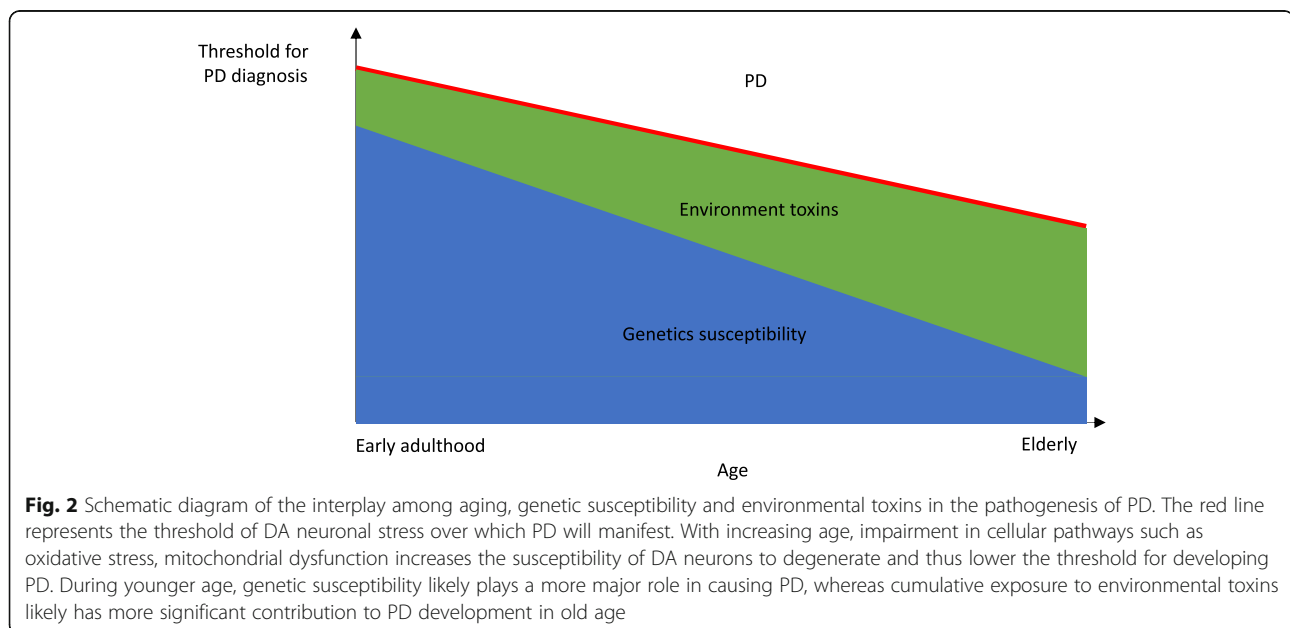 Threshold for
PD diagnosis
PD
Environment toxins
Genetics susceptibility
Early adulthood
Elderly
Age
Fig. 2 Schematic diagram of the interplay among aging, genetic susceptibility and environmental toxins in the pathogenesis of PD. The red line
represents the threshold of DA neuronal stress over which PD will manifest. With increasing age, impairment in cellular pathways such as
oxidative stress, mitochondrial dysfunction increases the susceptibility of DA neurons to degenerate and thus lower the threshold for developing
PD. During younger age, genetic susceptibility likely plays a more major role in causing PD, whereas cumulative exposure to environmental toxins
likely has more significant contribution to PD development in old age